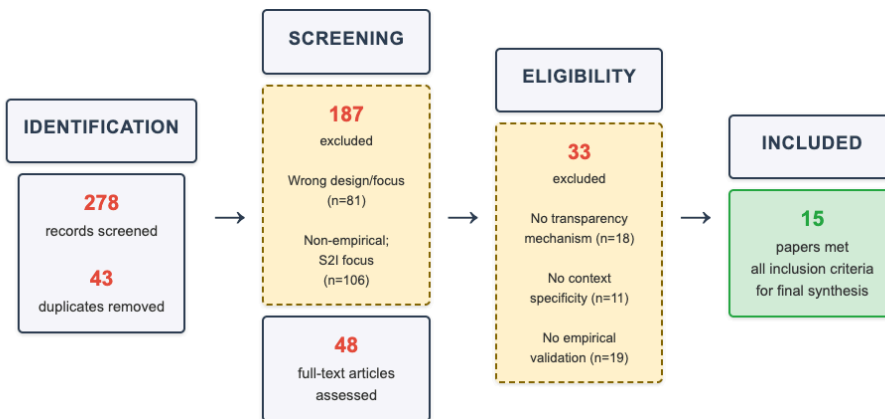 IDENTIFICATION
278
records screened
43
duplicates removed
→
SCREENING
187
excluded
Wrong design/focus
(n=81)
Non-empirical;
S2I focus
(n=106)
48
full-text articles
assessed
→
ELIGIBILITY
33
excluded
No transparency
mechanism (n=18)
No context
specificity (n=11)
No empirical
validation (n=19)
→
INCLUDED
15
papers met
all inclusion criteria
for final synthesis